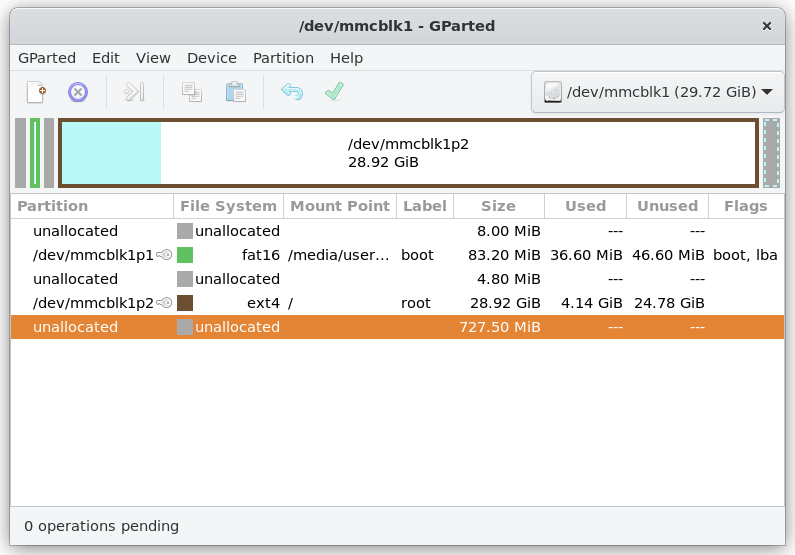 /dev/mmcblk1 - GParted ×
GParted Edit View Device Partition Help
/dev/mmcblk1 (29.72 GiB)
/dev/mmcblk1p2
28.92 GiB
Partition File System Mount Point Label Size Used Unused Flags
unallocated unallocated 8.00 MiB --- ---
/dev/mmcblk1p1 fat16 /media/user... boot 83.20 MiB 36.60 MiB 46.60 MiB boot, lba
unallocated unallocated 4.80 MiB --- ---
/dev/mmcblk1p2 ext4 / root 28.92 GiB 4.14 GiB 24.78 GiB
unallocated unallocated 727.50 MiB --- ---
0 operations pending